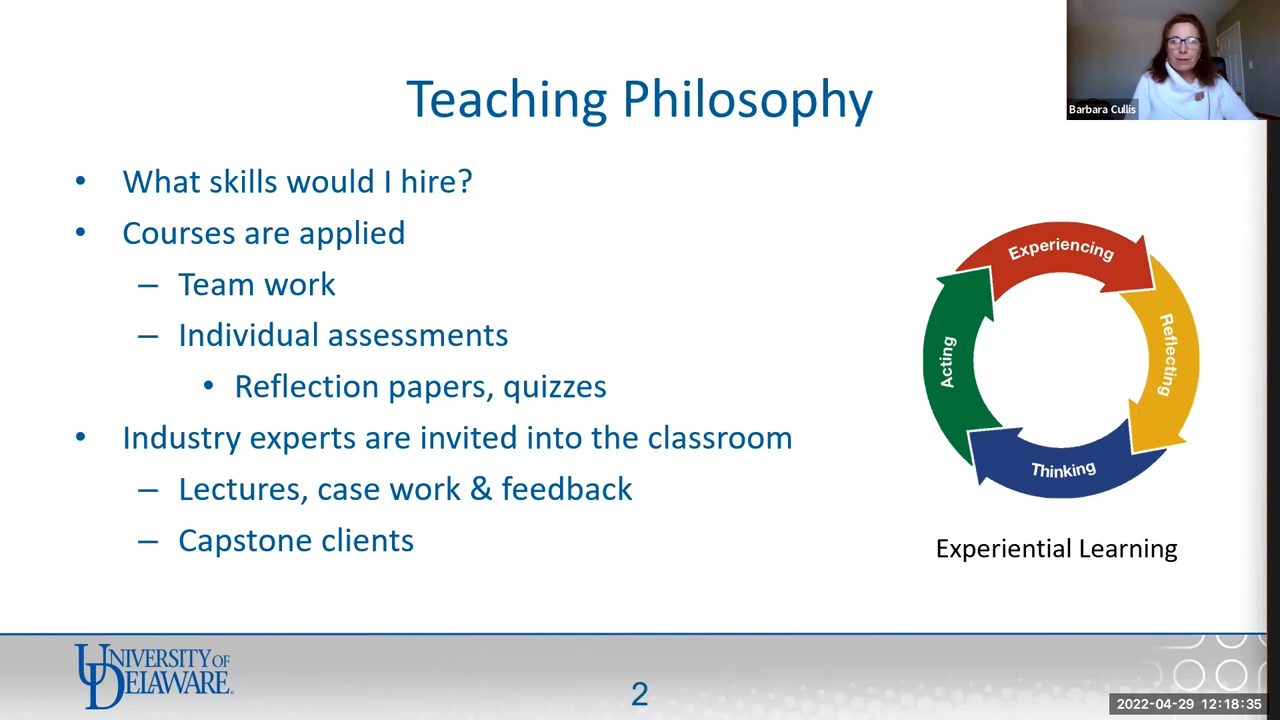 Teaching Philosophy
Barbara Cullis
• What skills would I hire?
• Courses are applied
– Team work
– Individual assessments
• Reflection papers, quizzes
• Industry experts are invited into the classroom
– Lectures, case work & feedback
– Capstone clients
Experiencing
Reflecting
Thinking
Acting
Experiential Learning
UNIVERSITY OF
DELAWARE
2
2022-04-29 12:18:35